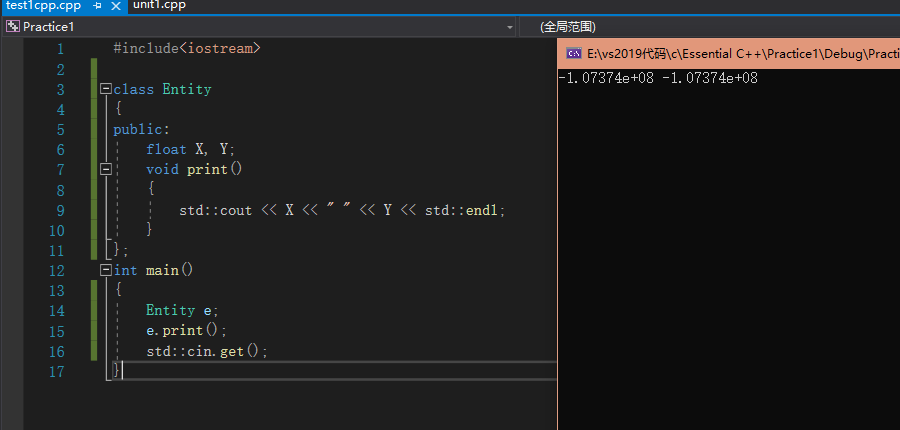 test1cpp.cpp unit1.cpp
Practice1 (全局范围)
E:\vs2019代码\c\Essential C++\Practice1\Debug\Practi
-1.07374e+08 -1.07374e+08
1 #include<iostream>
2
3 class Entity
4 {
5 public:
6 float X, Y;
7 void print()
8 {
9 std::cout << X << " " << Y << std::endl;
10 }
11 };
12 int main()
13 {
14 Entity e;
15 e.print();
16 std::cin.get();
17 }